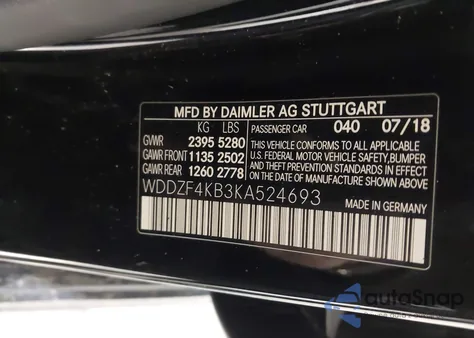 MFD BY DAIMLER AG STUTTGART
KG LBS
GVWR 2395 5280
GAWR FRONT 1135 2502
GAWR REAR 1260 2778
PASSENGER CAR 040 07/18
THIS VEHICLE CONFORMS TO ALL APPLICABLE
U.S. FEDERAL MOTOR VEHICLE SAFETY, BUMPER
AND THEFT PREVENTION STANDARDS IN EFFECT
ON THE DATE OF MANUFACTURE SHOWN ABOVE.
WDDZF4KB3KA524693
MADE IN GERMANY
autoSnap